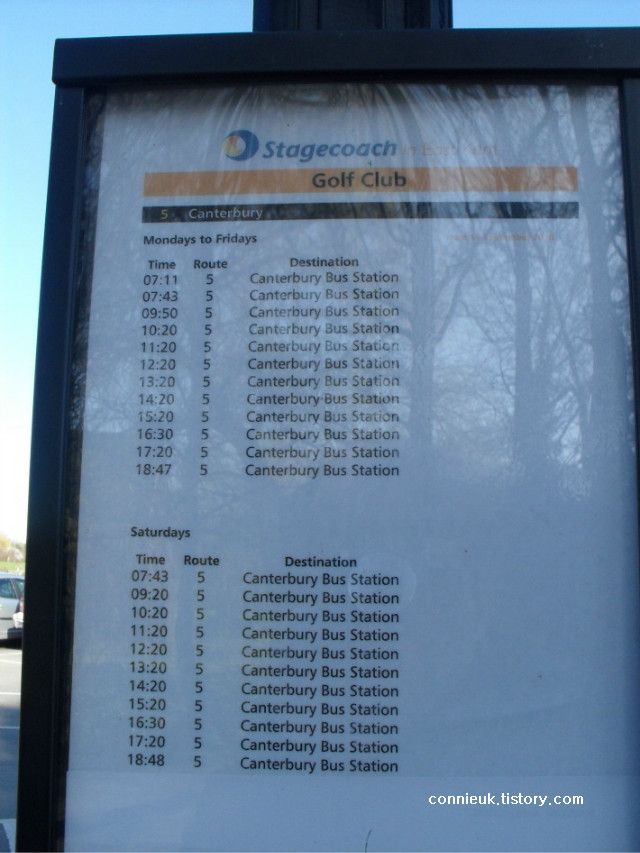 Stagecoach in East Kent
Golf Club
5 Canterbury
Mondays to Fridays
Time Route Destination
07:11 5 Canterbury Bus Station
07:43 5 Canterbury Bus Station
09:50 5 Canterbury Bus Station
10:20 5 Canterbury Bus Station
11:20 5 Canterbury Bus Station
12:20 5 Canterbury Bus Station
13:20 5 Canterbury Bus Station
14:20 5 Canterbury Bus Station
15:20 5 Canterbury Bus Station
16:30 5 Canterbury Bus Station
17:20 5 Canterbury Bus Station
18:47 5 Canterbury Bus Station
Saturdays
Time Route Destination
07:43 5 Canterbury Bus Station
09:20 5 Canterbury Bus Station
10:20 5 Canterbury Bus Station
11:20 5 Canterbury Bus Station
12:20 5 Canterbury Bus Station
13:20 5 Canterbury Bus Station
14:20 5 Canterbury Bus Station
15:20 5 Canterbury Bus Station
16:30 5 Canterbury Bus Station
17:20 5 Canterbury Bus Station
18:48 5 Canterbury Bus Station
connieuk.tistory.com